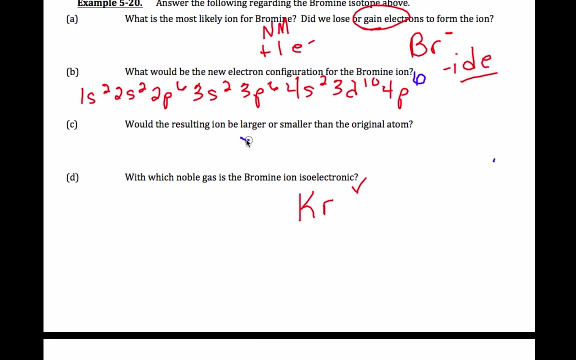 Example 5-20. Answer the following regarding the Bromine isotope above.
(a) What is the most likely ion for Bromine? Did we lose or gain electrons to form the ion?
NM
+1e-
Br-
-ide
(b) What would be the new electron configuration for the Bromine ion?
1s²2s²2p⁶3s²3p⁶4s²3d¹⁰4p⁶
(c) Would the resulting ion be larger or smaller than the original atom?
(d) With which noble gas is the Bromine ion isoelectronic?
Kr ✓